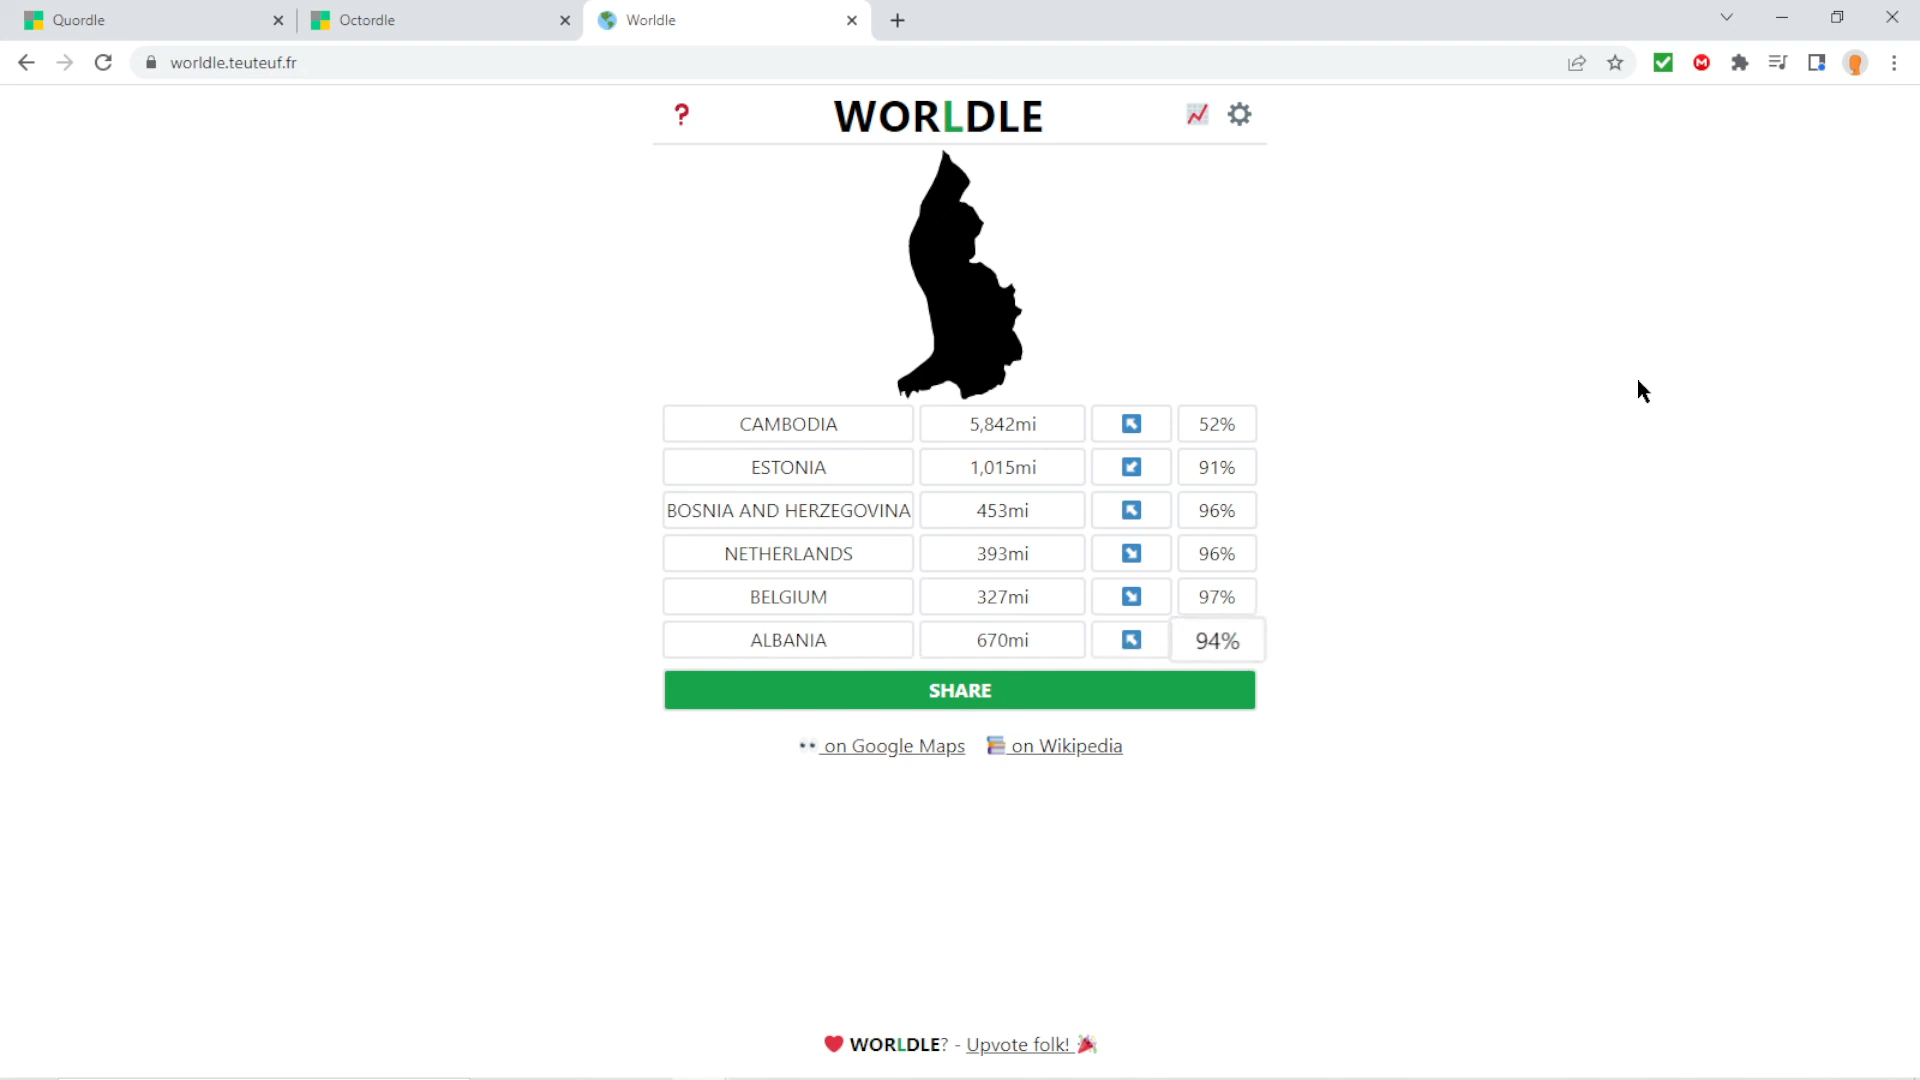 Quordle
Octordle
Worldle
worldle.teuteuf.fr
?
WORLDLE
CAMBODIA 5,842mi ↖ 52%
ESTONIA 1,015mi ↙ 91%
BOSNIA AND HERZEGOVINA 453mi ↖ 96%
NETHERLANDS 393mi ↘ 96%
BELGIUM 327mi ↘ 97%
ALBANIA 670mi ↖ 94%
SHARE
👀 on Google Maps 📚 on Wikipedia
❤️ WORLDLE? - Upvote folk! 🎉